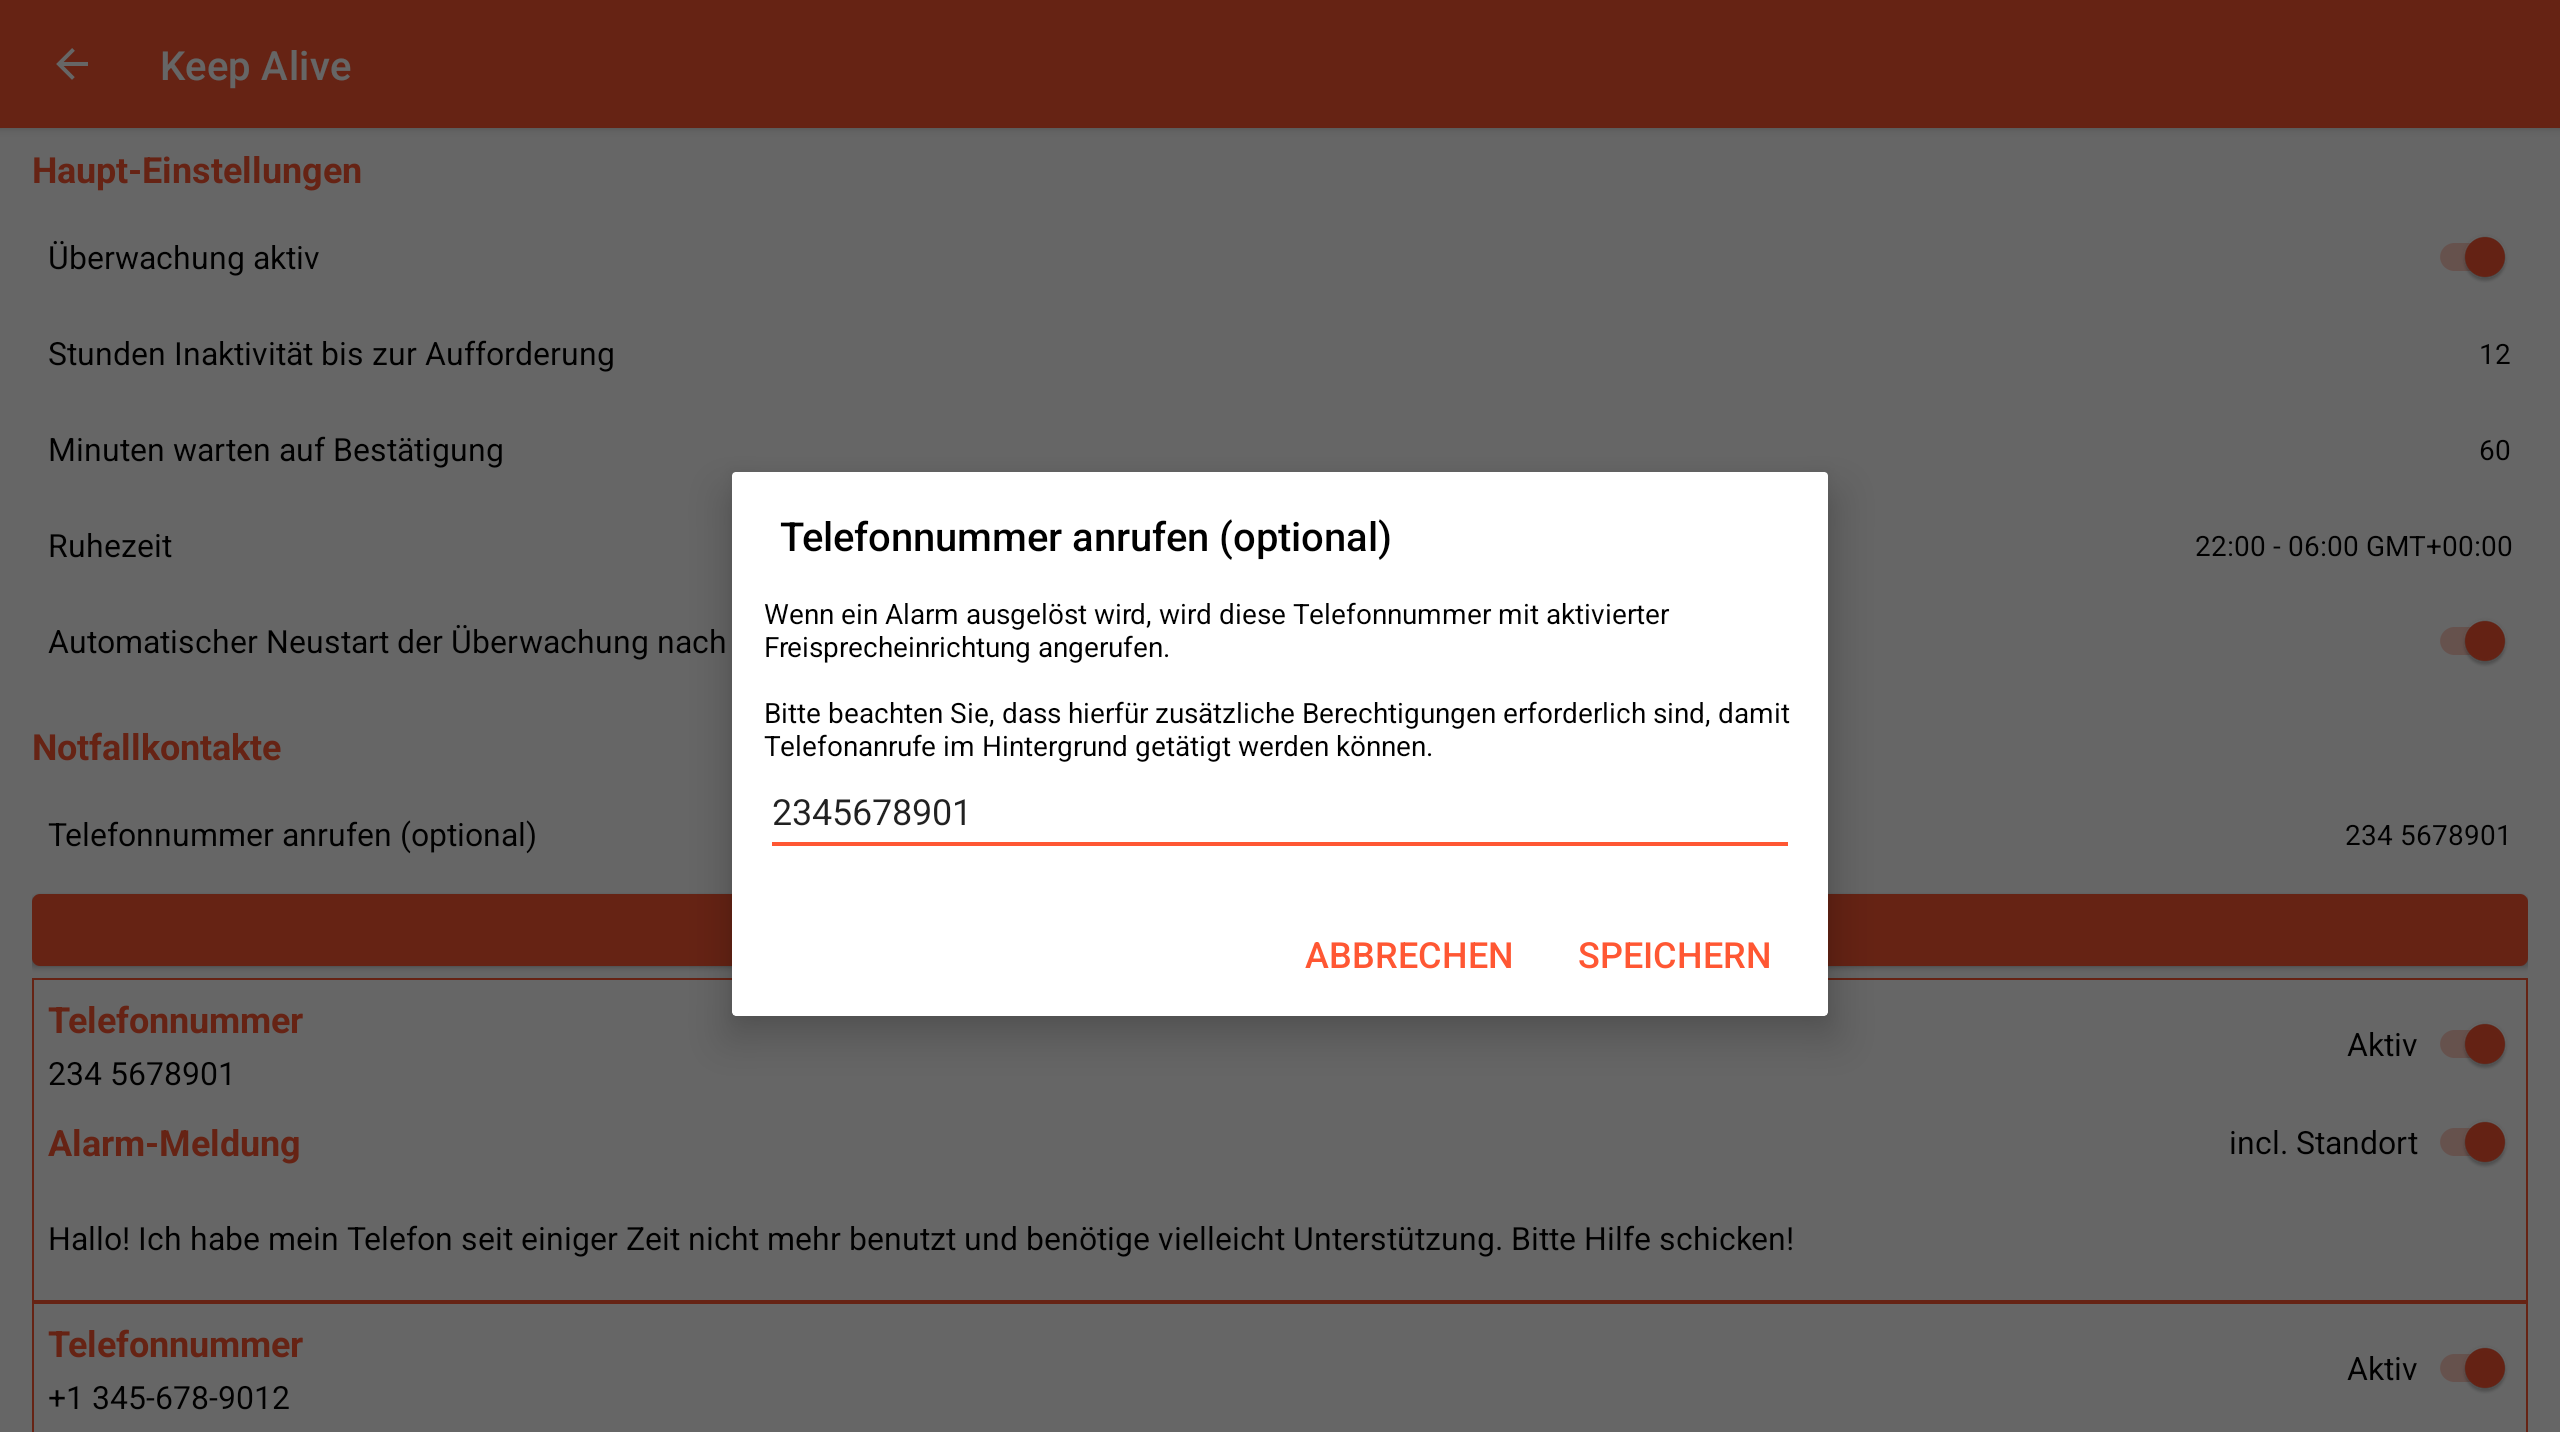 Keep Alive
Haupt-Einstellungen
Überwachung aktiv
Stunden Inaktivität bis zur Aufforderung
12
Minuten warten auf Bestätigung
60
Ruhezeit
22:00 - 06:00 GMT+00:00
Automatischer Neustart der Überwachung nach
Notfallkontakte
Telefonnummer anrufen (optional)
234 5678901
Telefonnummer anrufen (optional)
Wenn ein Alarm ausgelöst wird, wird diese Telefonnummer mit aktivierter
Freisprecheinrichtung angerufen.
Bitte beachten Sie, dass hierfür zusätzliche Berechtigungen erforderlich sind, damit
Telefonanrufe im Hintergrund getätigt werden können.
2345678901
ABBRECHEN
SPEICHERN
Telefonnummer
234 5678901
Aktiv
Alarm-Meldung
incl. Standort
Hallo! Ich habe mein Telefon seit einiger Zeit nicht mehr benutzt und benötige vielleicht Unterstützung. Bitte Hilfe schicken!
Telefonnummer
+1 345-678-9012
Aktiv